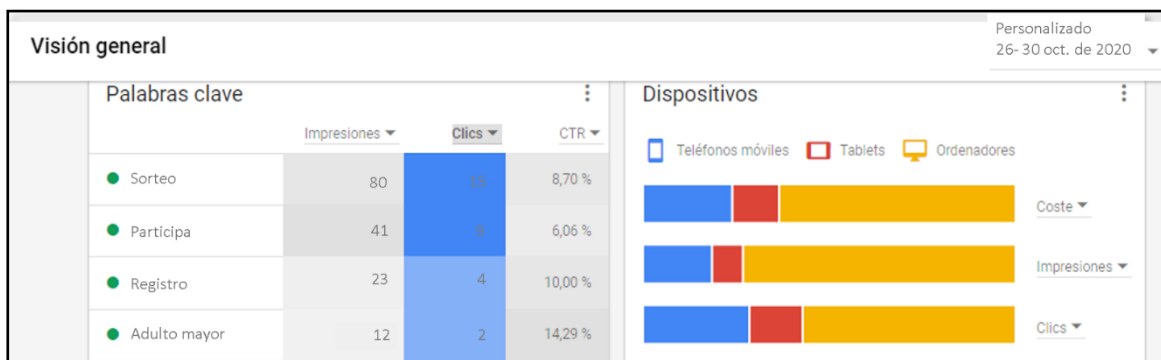 Visión general
Personalizado
26- 30 oct. de 2020
Palabras clave
Impresiones Clics CTR
Sorteo 80 8,70 %
Participa 41 6,06 %
Registro 23 4 10,00 %
Adulto mayor 12 2 14,29 %
Dispositivos
Teléfonos móviles Tablets Ordenadores
Coste
Impresiones
Clics